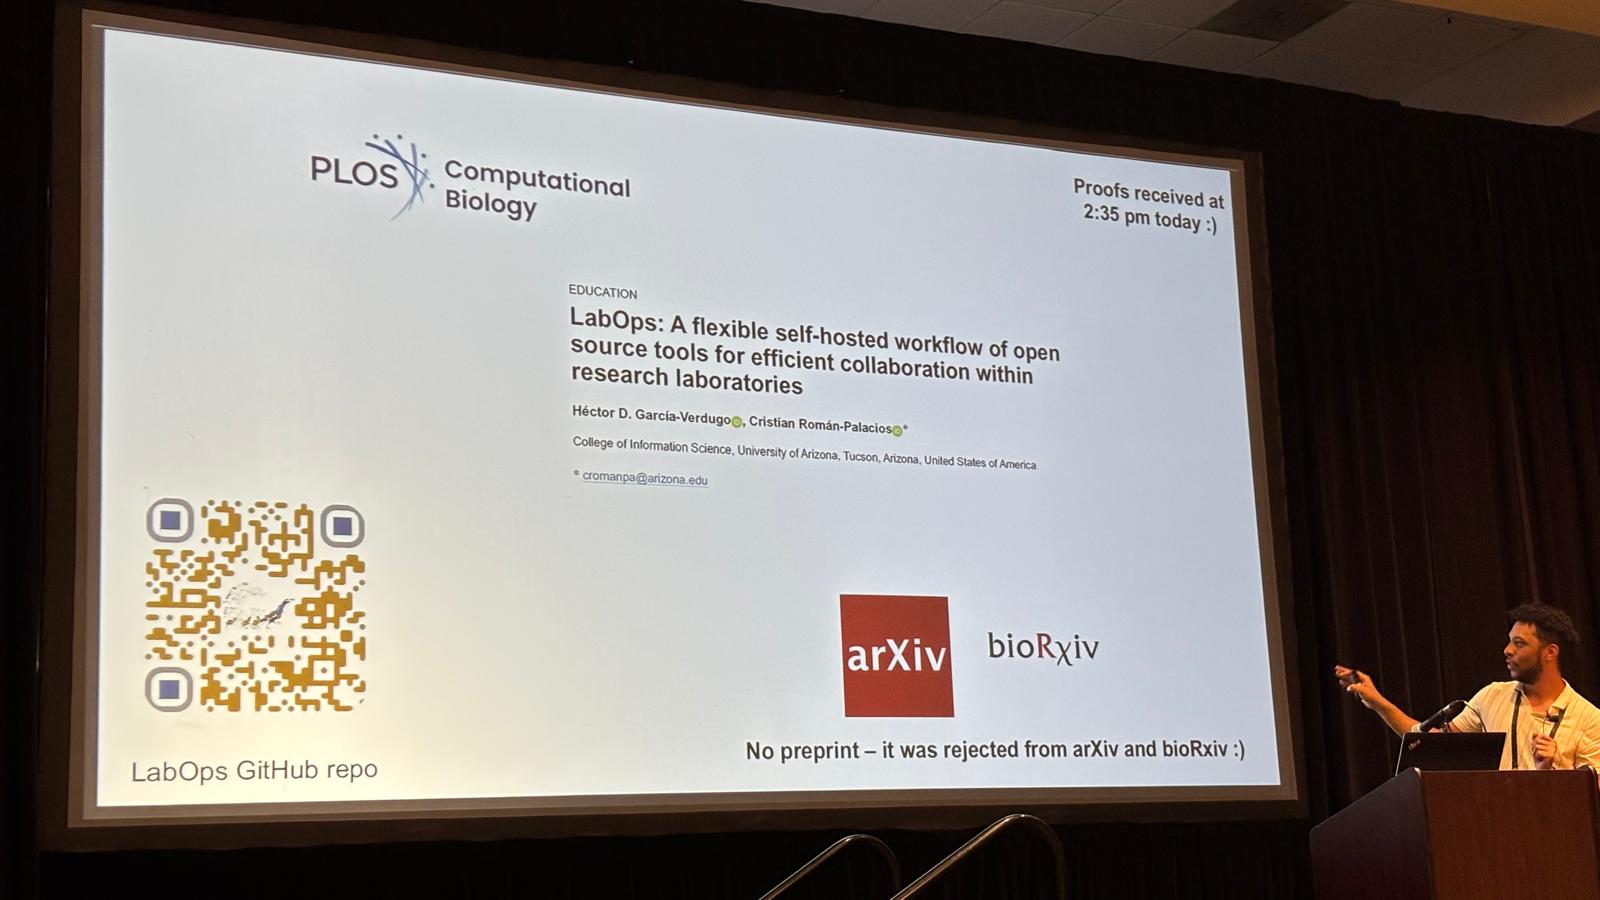 PLOS Computational
Biology
Proofs received at
2:35 pm today :)
EDUCATION
LabOps: A flexible self-hosted workflow of open
source tools for efficient collaboration within
research laboratories
Héctor D. García-Verdugo, Cristian Román-Palacios*
College of Information Science, University of Arizona, Tucson, Arizona, United States of America
* cromanpa@arizona.edu
arXiv
bioRχiv
No preprint – it was rejected from arXiv and bioRxiv :)
LabOps GitHub repo